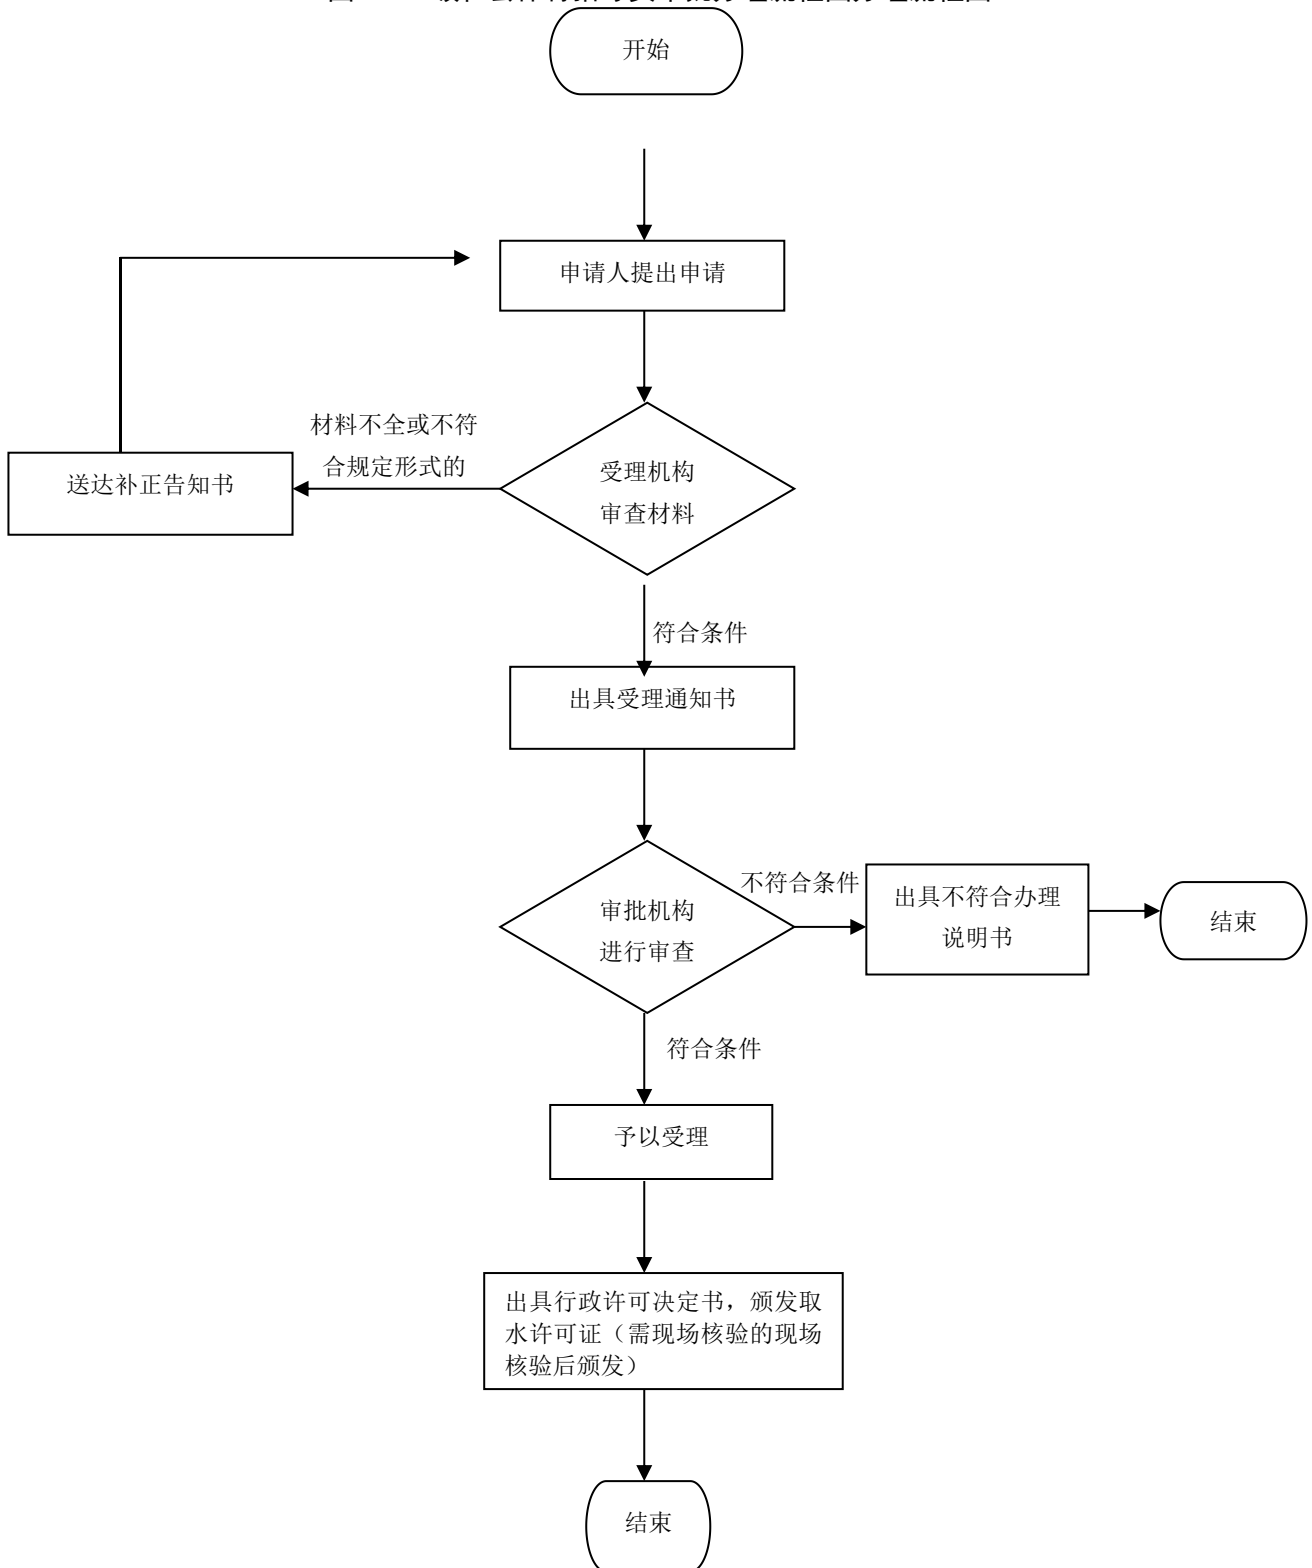 开始
申请人提出申请
材料不全或不符
合规定形式的
送达补正告知书
受理机构
审查材料
符合条件
出具受理通知书
不符合条件
审批机构
进行审查
出具不符合办理
说明书
结束
符合条件
予以受理
出具行政许可决定书，颁发取
水许可证（需现场核验的现场
核验后颁发）
结束